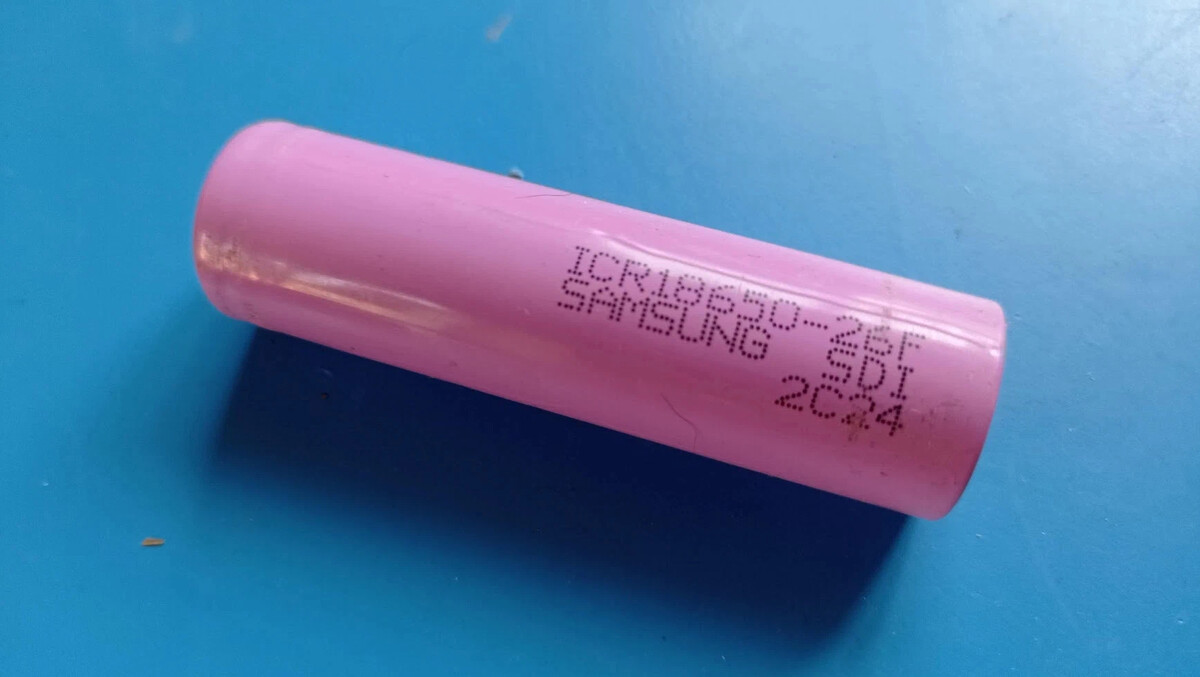 ICR18650-26F
SAMSUNG SDI
2C24